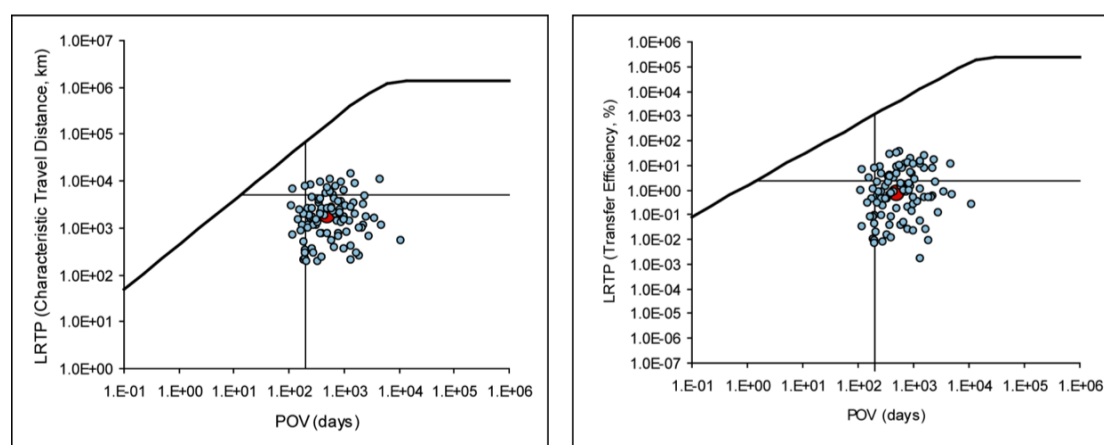 LRTP (Characteristic Travel Distance, km)
1.0E+07
1.0E+06
1.0E+05
1.0E+04
1.0E+03
1.0E+02
1.0E+01
1.0E+00
1.E-01
1.E+00
1.E+01
1.E+02
1.E+03
1.E+04
1.E+05
1.E+06
POV (days)
LRTP (Transfer Efficiency, %)
1.0E+06
1.0E+05
1.0E+04
1.0E+03
1.0E+02
1.0E+01
1.0E+00
1.0E-01
1.0E-02
1.0E-03
1.0E-04
1.0E-05
1.0E-06
1.0E-07
1.E-01
1.E+00
1.E+01
1.E+02
1.E+03
1.E+04
1.E+05
1.E+06
POV (days)